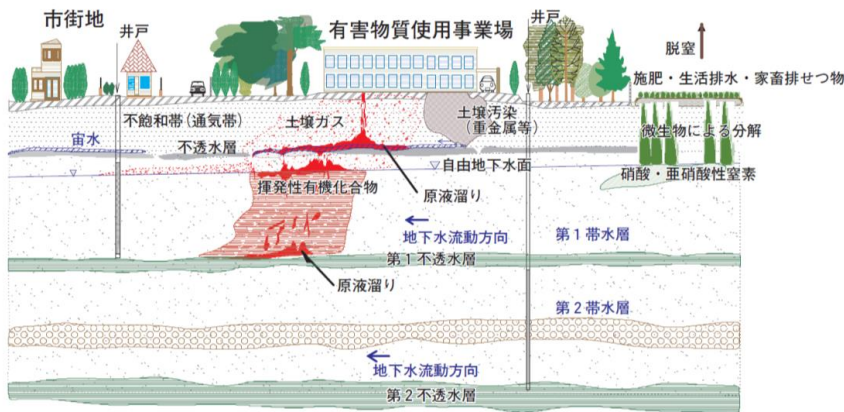 市街地
井戸
有害物質使用事業場
井戸
脱窒
施肥・生活排水・家畜排せつ物
不飽和帯(通気帯)
土壌ガス
土壌汚染
(重金属等)
微生物による分解
宙水
不透水層
自由地下水面
揮発性有機化合物
原液溜り
硝酸・亜硝酸性窒素
地下水流動方向
第1帯水層
第1不透水層
原液溜り
第2帯水層
地下水流動方向
第2不透水層